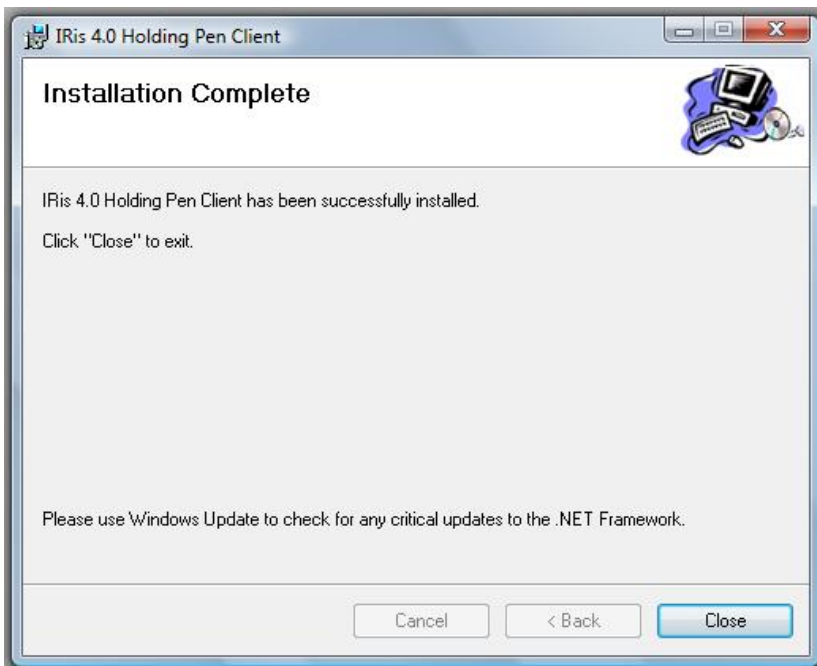 IRis 4.0 Holding Pen Client
Installation Complete
IRis 4.0 Holding Pen Client has been successfully installed.
Click "Close" to exit.
Please use Windows Update to check for any critical updates to the .NET Framework.
Cancel
< Back
Close